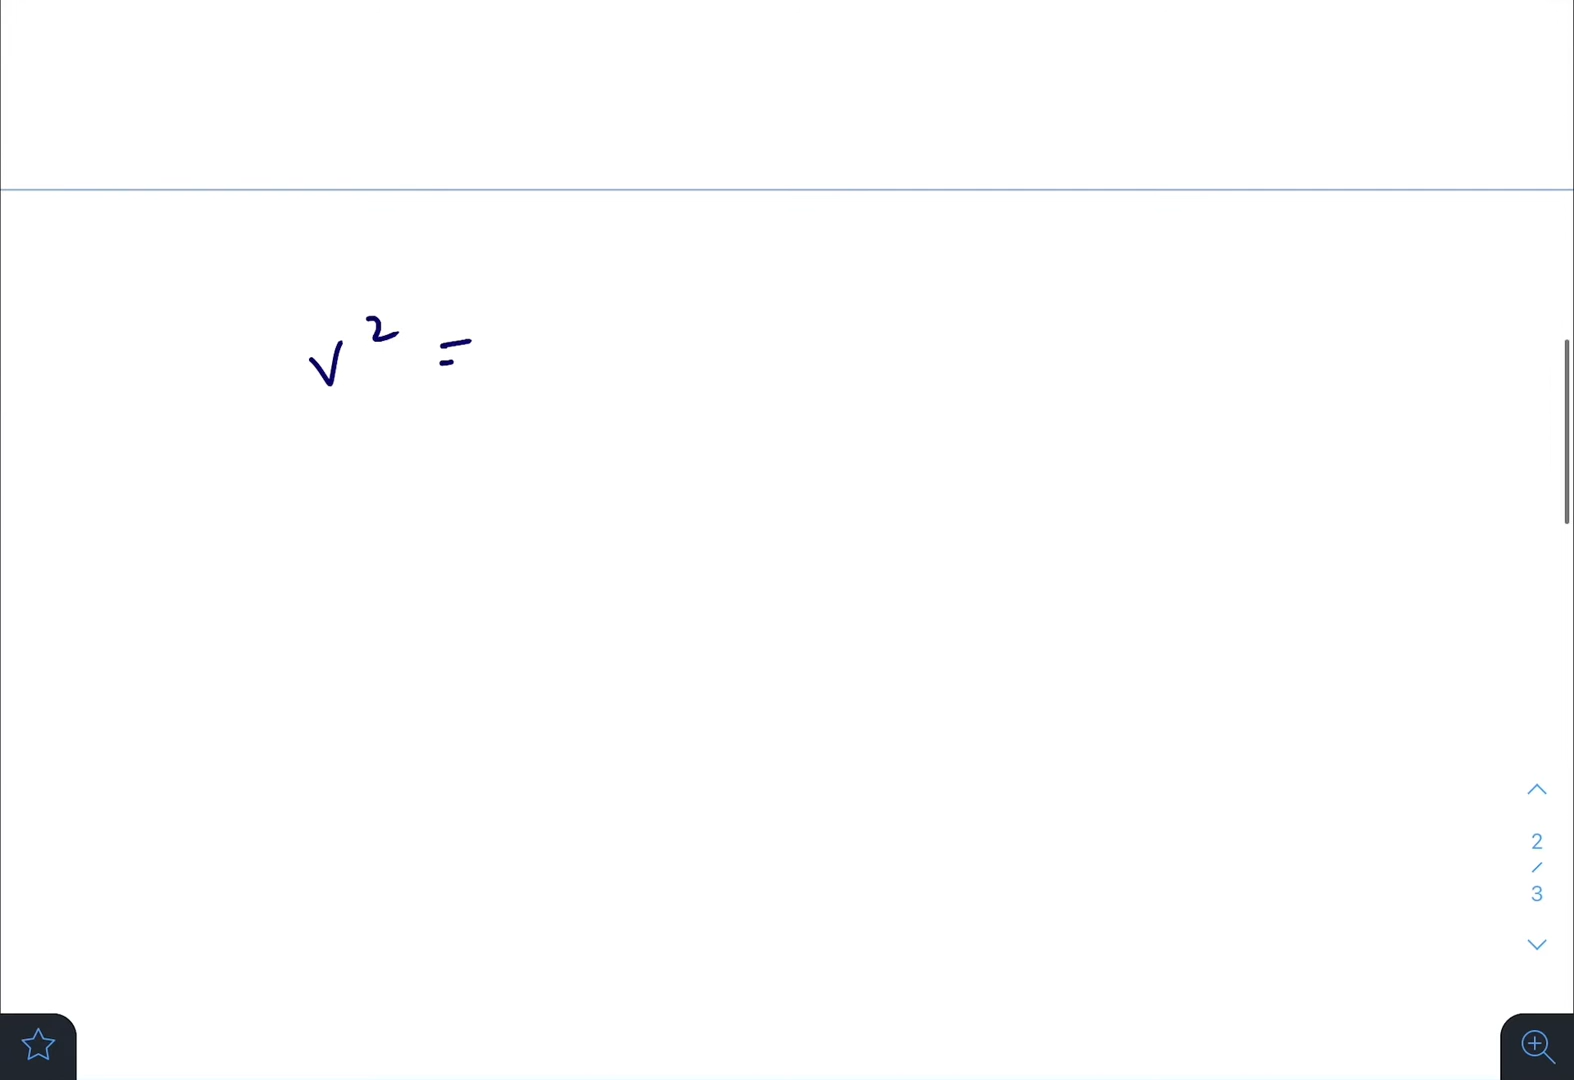 v² =
2
/
3